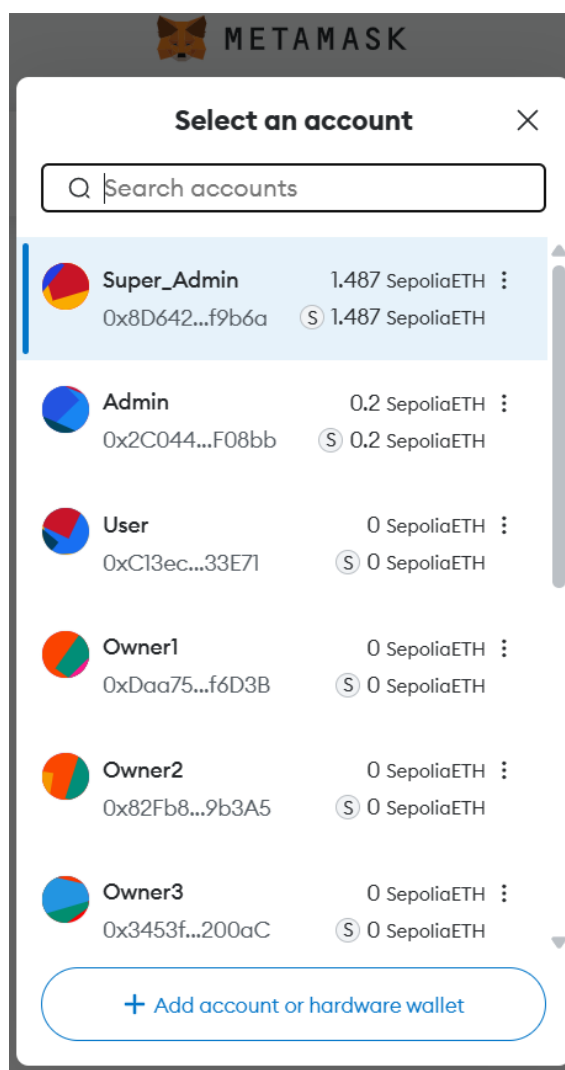 METAMASK
Select an account
Search accounts
Super_Admin 1.487 SepoliaETH
0x8D642...f9b6a S 1.487 SepoliaETH
Admin 0.2 SepoliaETH
0x2C044...F08bb S 0.2 SepoliaETH
User 0 SepoliaETH
0xC13ec...33E71 S 0 SepoliaETH
Owner1 0 SepoliaETH
0xDaa75...f6D3B S 0 SepoliaETH
Owner2 0 SepoliaETH
0x82Fb8...9b3A5 S 0 SepoliaETH
Owner3 0 SepoliaETH
0x3453f...200aC S 0 SepoliaETH
+ Add account or hardware wallet